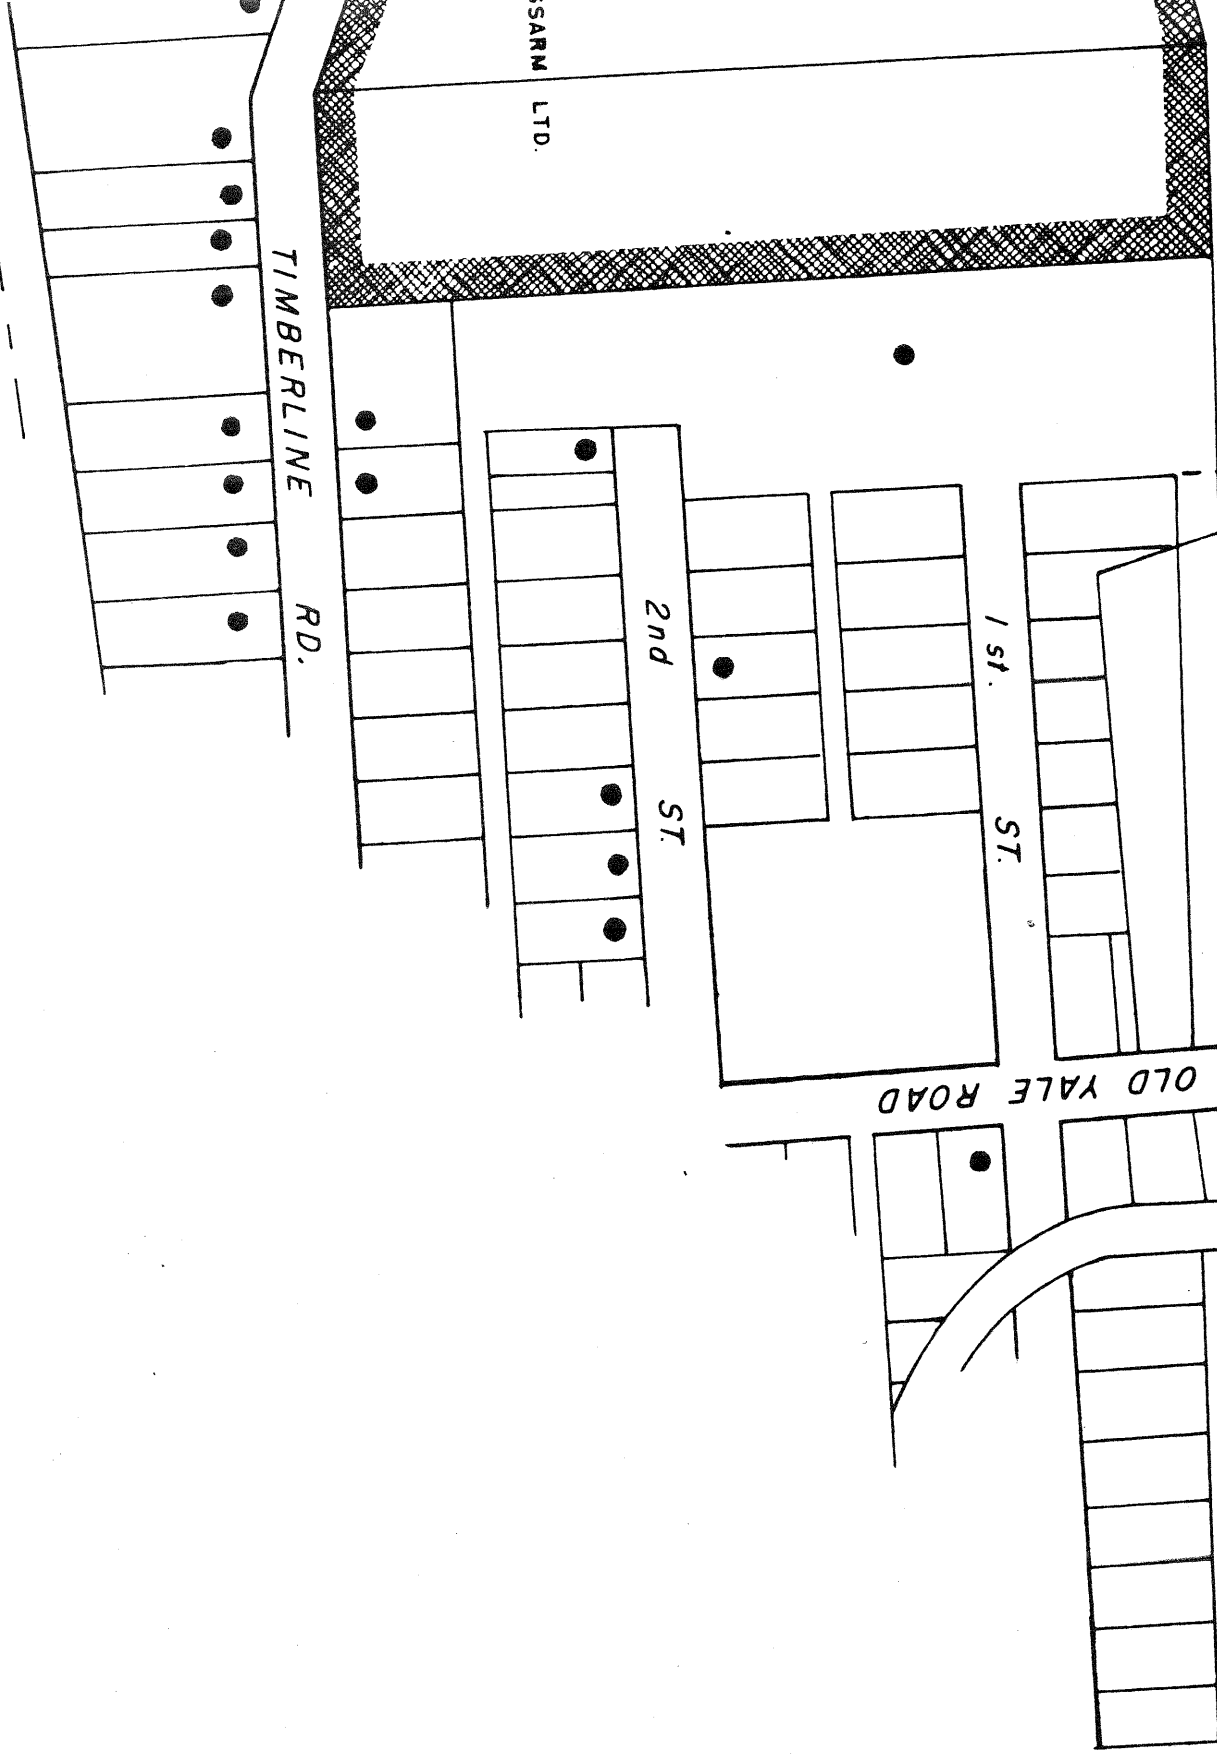 SSARM LTD.
TIMBERLINE RD.
2nd ST.
1st. ST.
OLD YALE ROAD